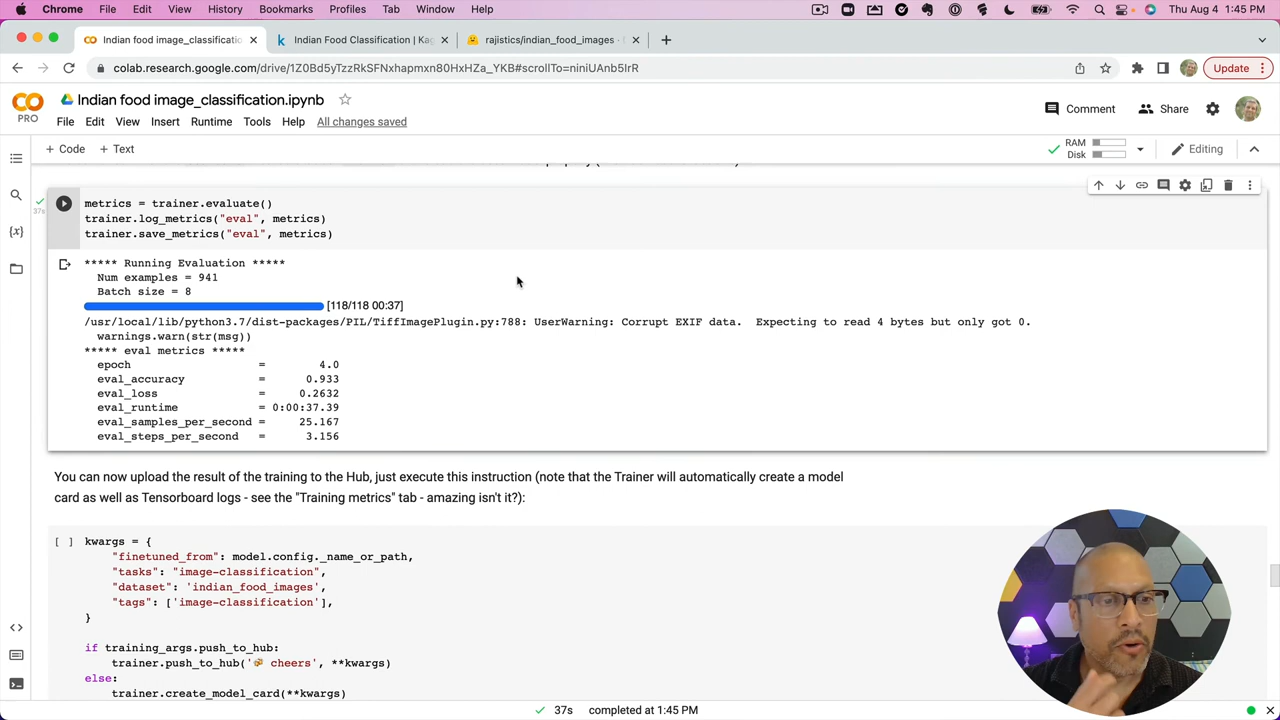 Chrome File Edit View History Bookmarks Profiles Tab Window Help Thu Aug 4 1:45 PM
Indian food image_classificatio
Indian Food Classification | Kag
rajistics/indian_food_images ·
colab.research.google.com/drive/1Z0Bd5yTzzRkSFNxhapmxn80HxHZa_YKB#scrollTo=niniUAnb5IrR
Update
PRO
Indian food image_classification.ipynb
Comment
Share
File Edit View Insert Runtime Tools Help All changes saved
+ Code + Text
RAM
Disk
Editing
37s
metrics = trainer.evaluate()
trainer.log_metrics("eval", metrics)
trainer.save_metrics("eval", metrics)
***** Running Evaluation *****
Num examples = 941
Batch size = 8
[118/118 00:37]
/usr/local/lib/python3.7/dist-packages/PIL/TiffImagePlugin.py:788: UserWarning: Corrupt EXIF data. Expecting to read 4 bytes but only got 0.
warnings.warn(str(msg))
***** eval metrics *****
epoch = 4.0
eval_accuracy = 0.933
eval_loss = 0.2632
eval_runtime = 0:00:37.39
eval_samples_per_second = 25.167
eval_steps_per_second = 3.156
You can now upload the result of the training to the Hub, just execute this instruction (note that the Trainer will automatically create a model
card as well as Tensorboard logs - see the "Training metrics" tab - amazing isn't it?):
[ ] kwargs = {
"finetuned_from": model.config._name_or_path,
"tasks": "image-classification",
"dataset": 'indian_food_images',
"tags": ['image-classification'],
}
if training_args.push_to_hub:
trainer.push_to_hub('🍻 cheers', **kwargs)
else:
trainer.create_model_card(**kwargs)
37s completed at 1:45 PM